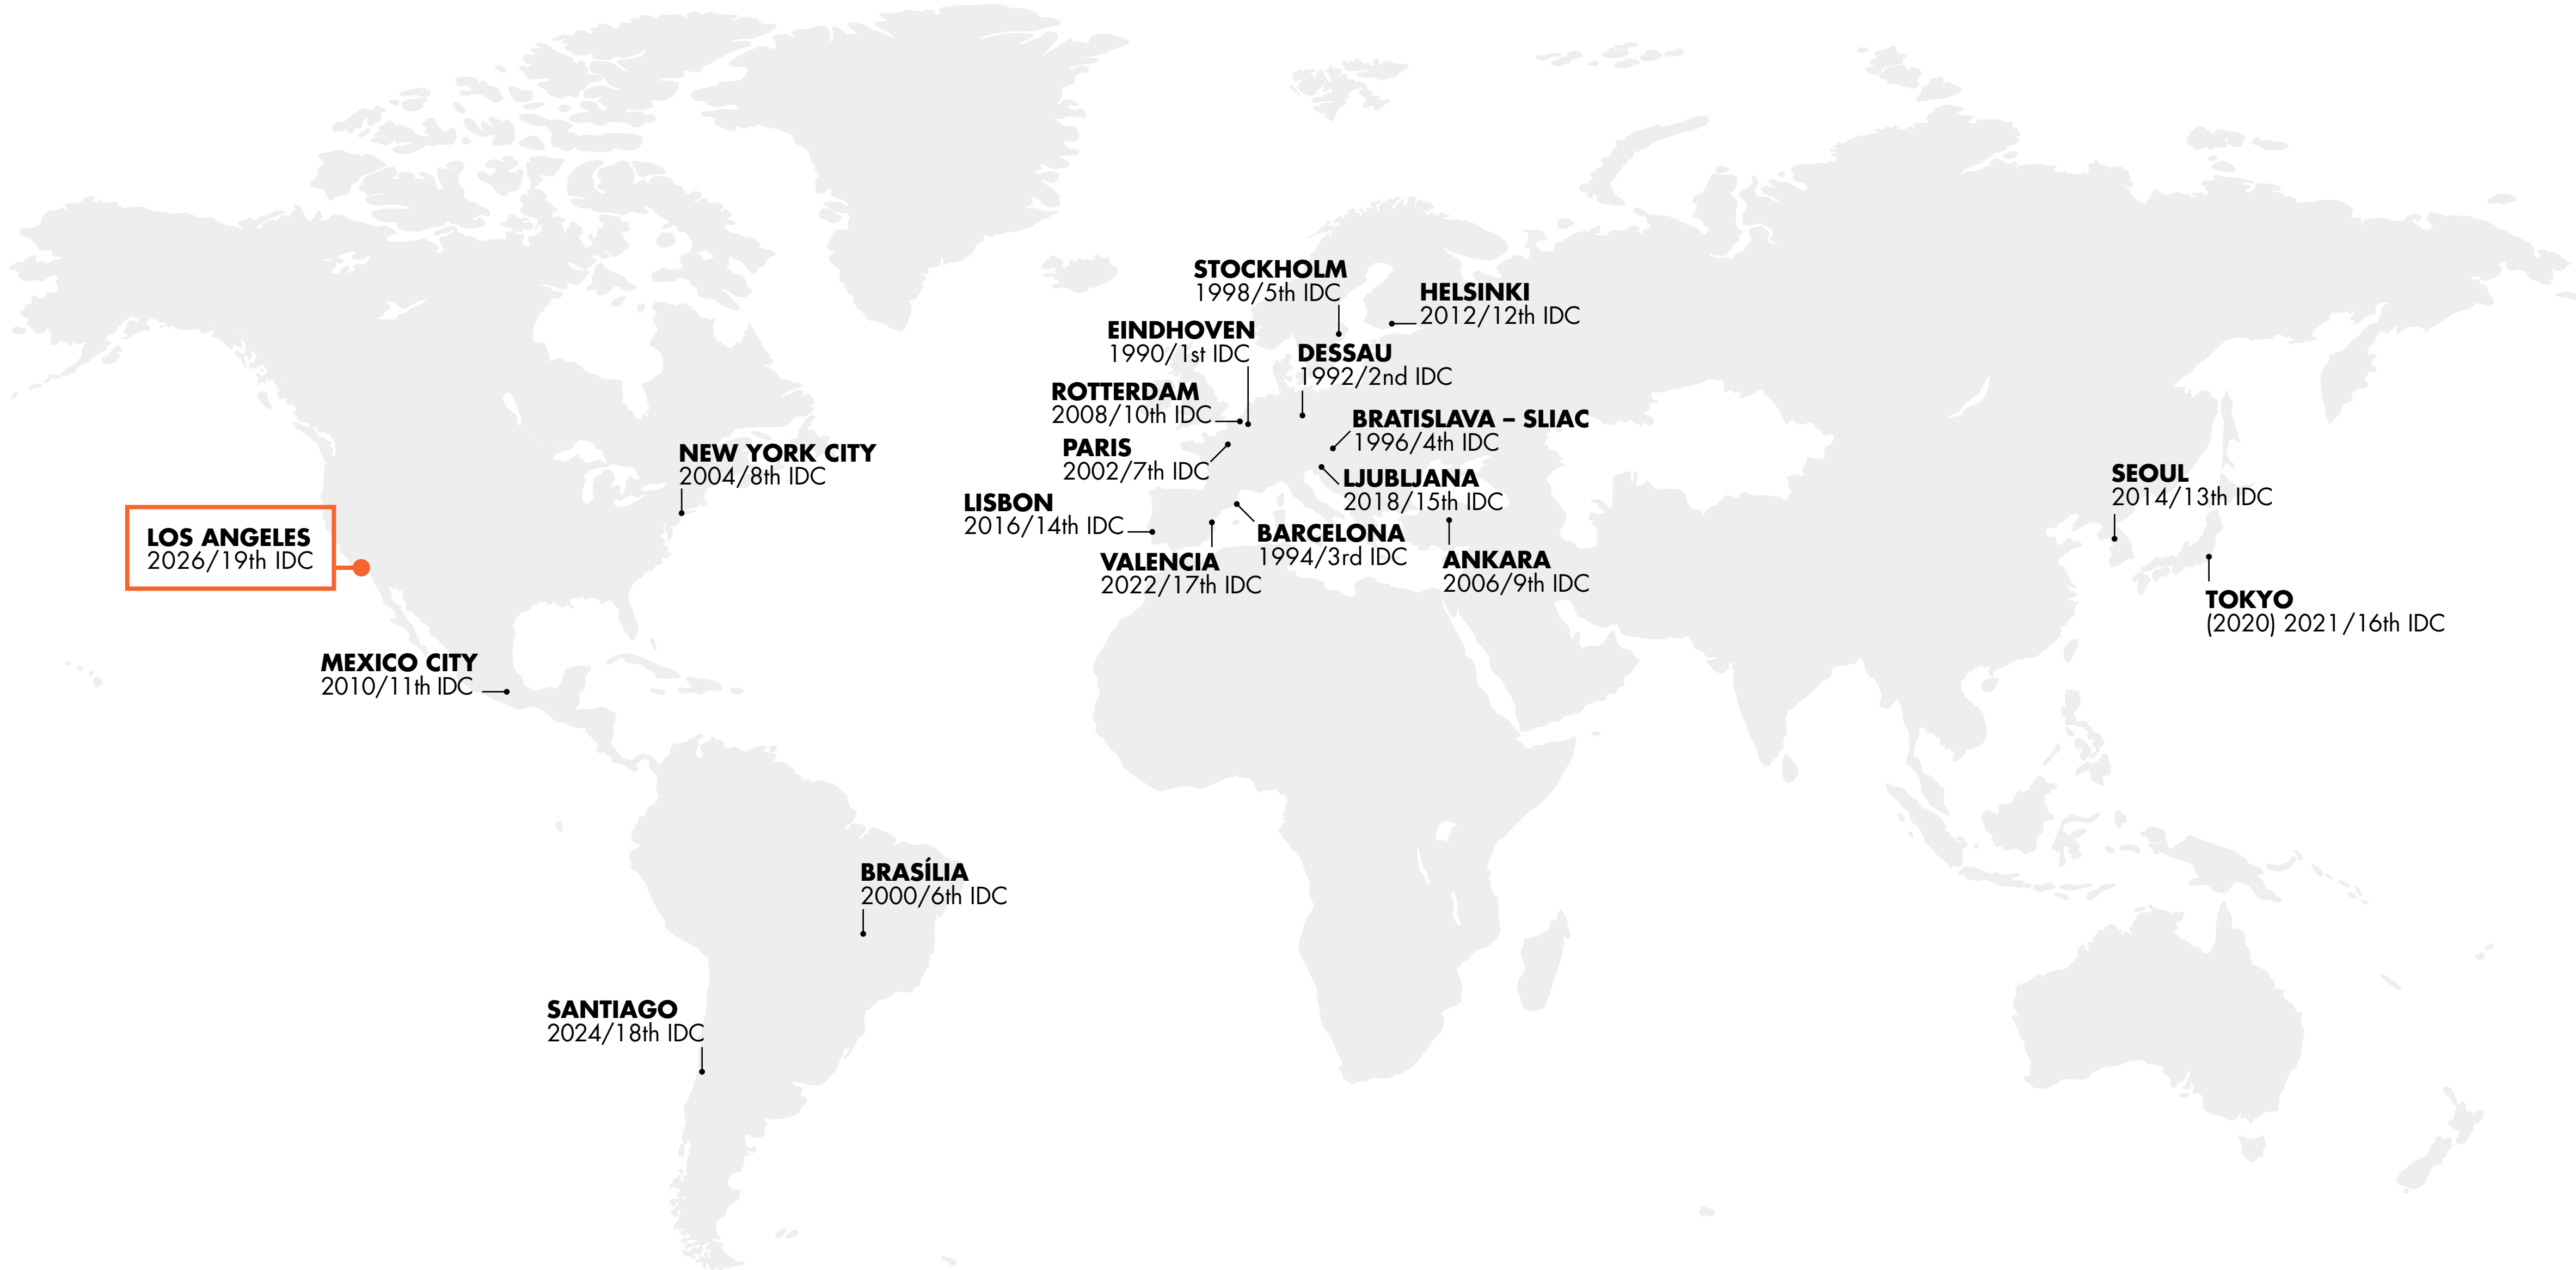 STOCKHOLM
1998/5th IDC
HELSINKI
2012/12th IDC
EINDHOVEN
1990/1st IDC
DESSAU
1992/2nd IDC
ROTTERDAM
2008/10th IDC
BRATISLAVA – SLIAC
1996/4th IDC
PARIS
2002/7th IDC
LJUBLJANA
2018/15th IDC
LISBON
2016/14th IDC
BARCELONA
1994/3rd IDC
VALENCIA
2022/17th IDC
ANKARA
2006/9th IDC
NEW YORK CITY
2004/8th IDC
LOS ANGELES
2026/19th IDC
MEXICO CITY
2010/11th IDC
SEOUL
2014/13th IDC
TOKYO
(2020) 2021/16th IDC
BRASÍLIA
2000/6th IDC
SANTIAGO
2024/18th IDC